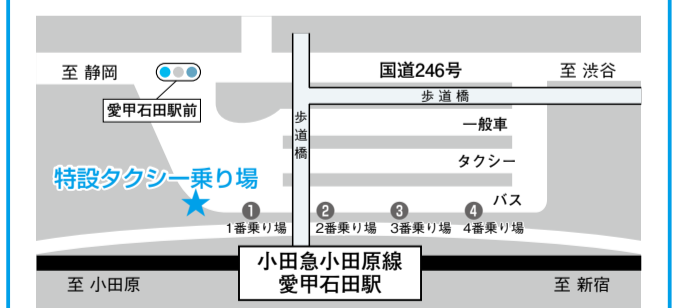 至 静岡
国道246号
至 渋谷
愛甲石田駅前
歩道橋
歩道橋
一般車
タクシー
特設タクシー乗り場
バス
1
2
3
4
1番乗り場
2番乗り場
3番乗り場
4番乗り場
小田急小田原線
愛甲石田駅
至 小田原
至 新宿